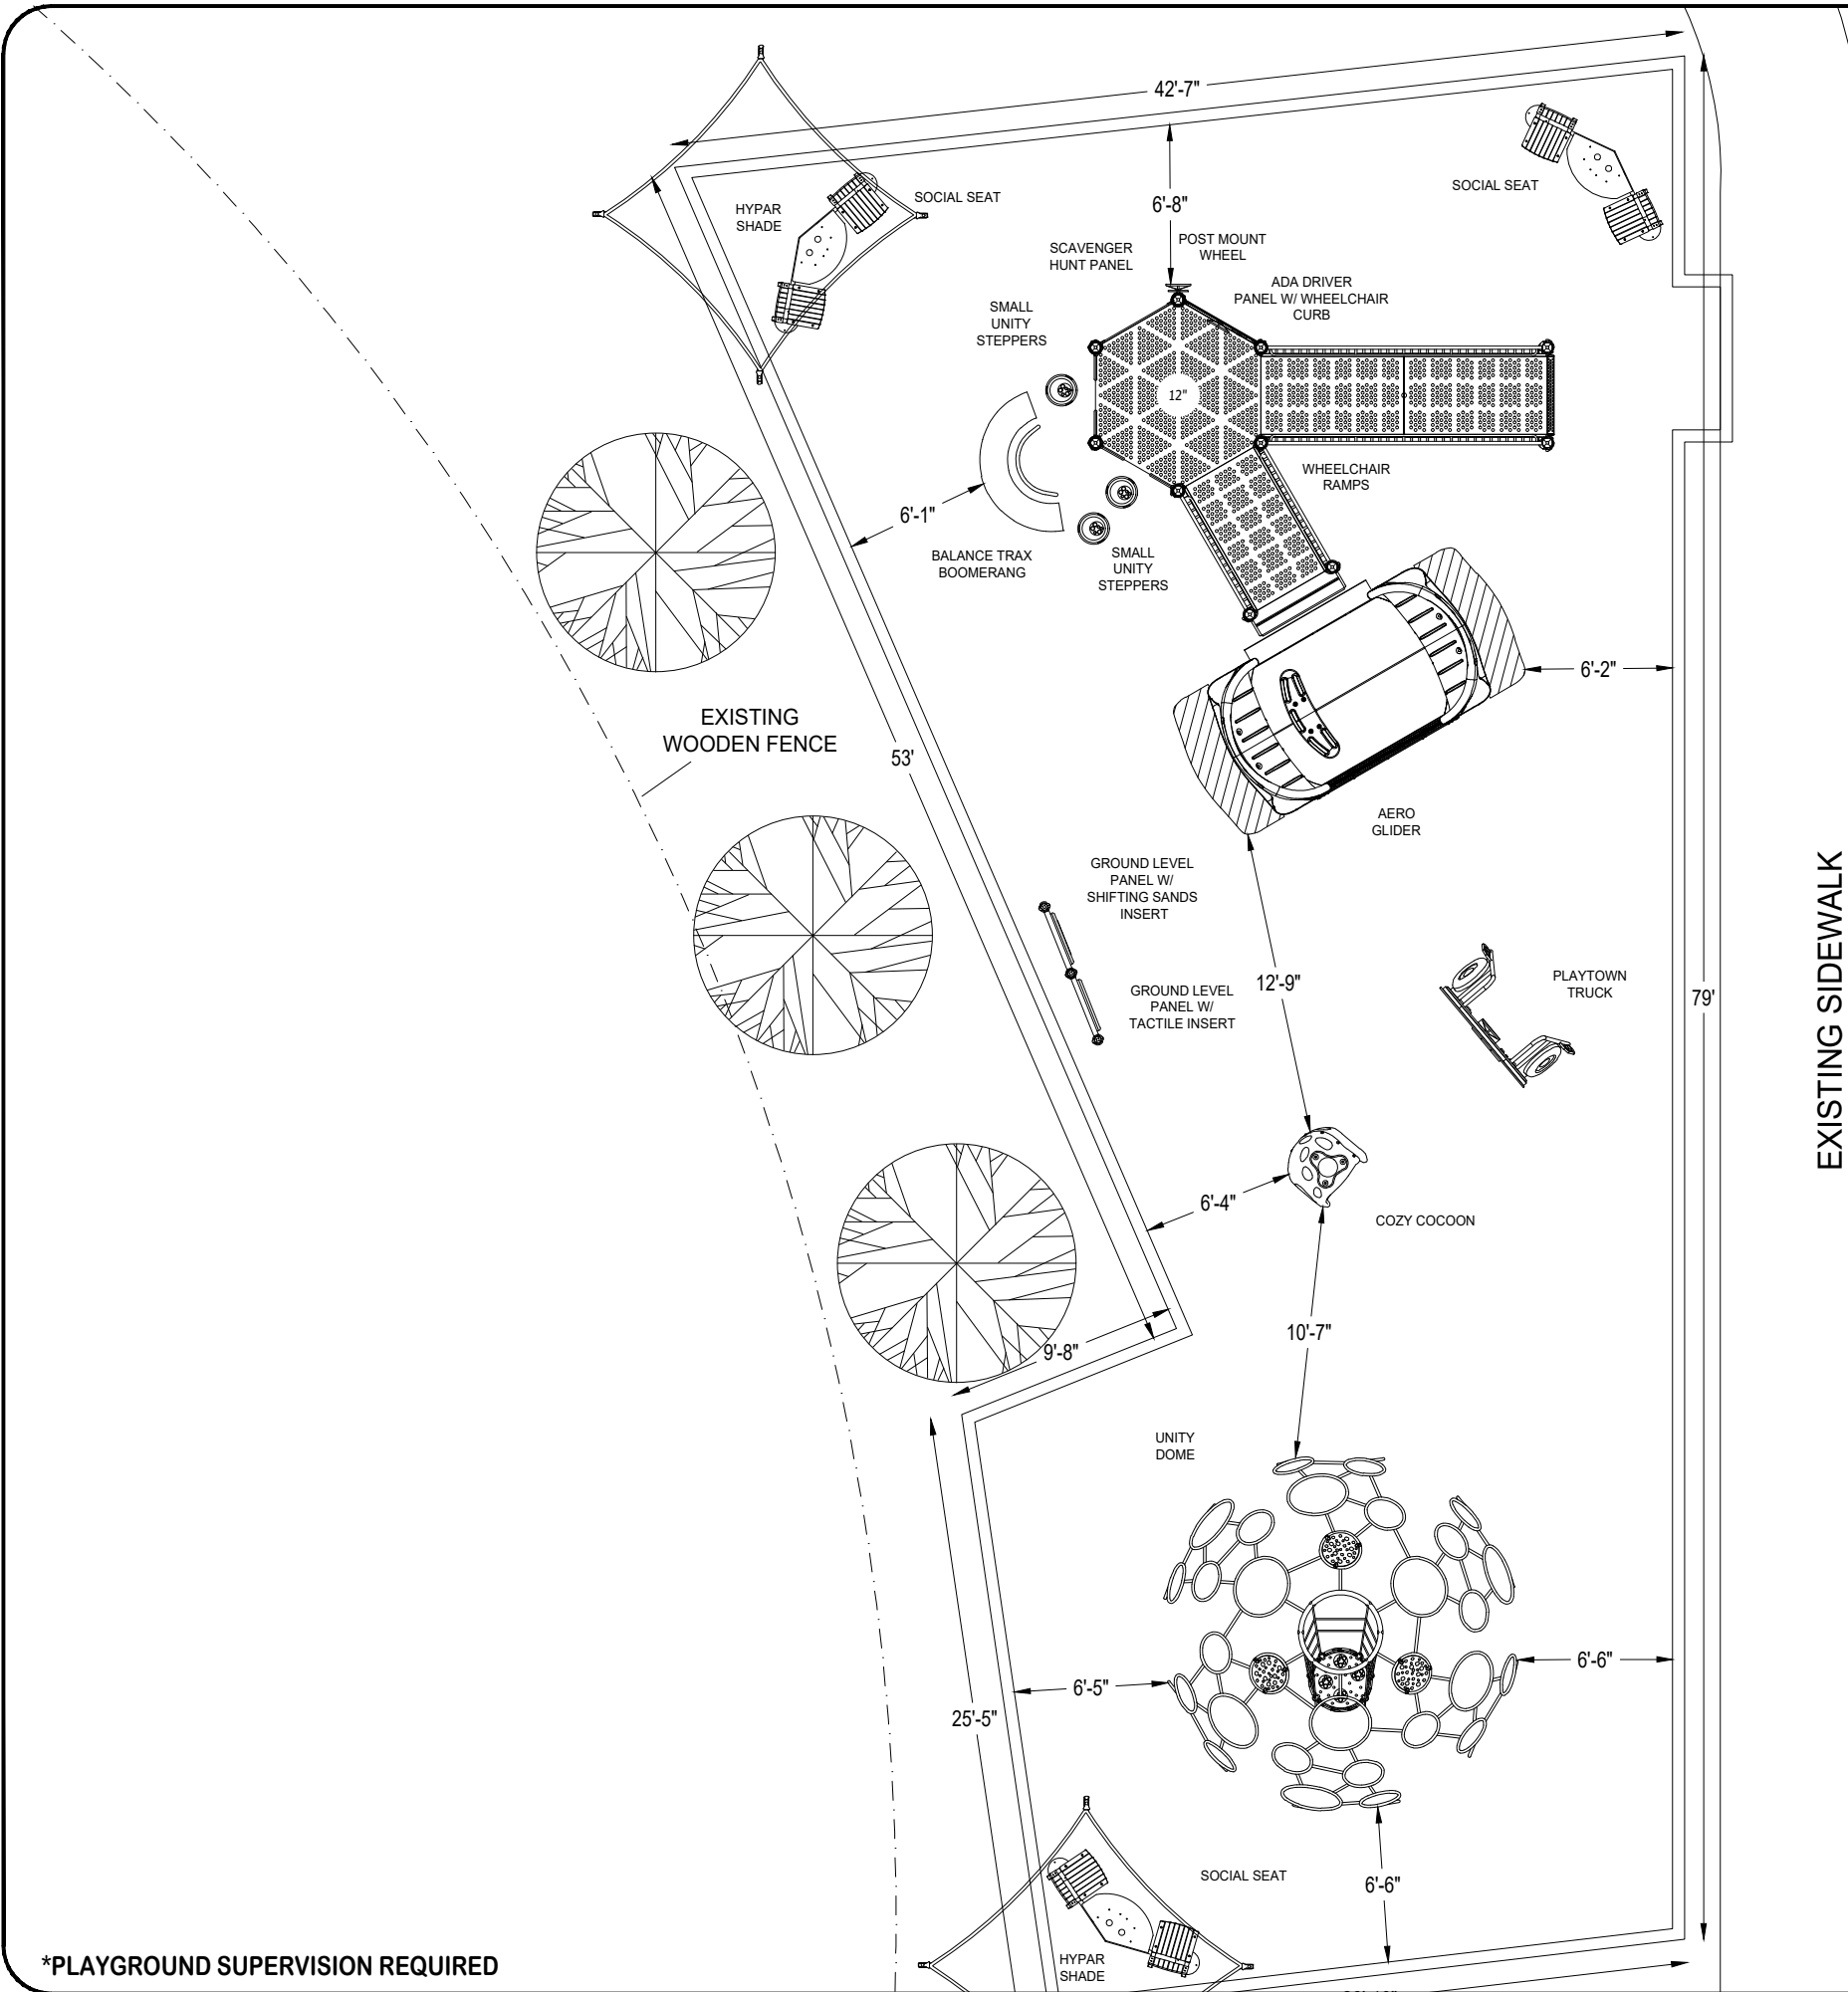 42'-7"
SOCIAL SEAT
HYPAR
SHADE
SOCIAL SEAT
6'-8"
SCAVENGER
HUNT PANEL
POST MOUNT
WHEEL
ADA DRIVER
PANEL W/ WHEELCHAIR
CURB
SMALL
UNITY
STEPPERS
12"
WHEELCHAIR
RAMPS
6'-1"
BALANCE TRAX
BOOMERANG
SMALL
UNITY
STEPPERS
6'-2"
EXISTING
WOODEN FENCE
53'
AERO
GLIDER
GROUND LEVEL
PANEL W/
SHIFTING SANDS
INSERT
12'-9"
GROUND LEVEL
PANEL W/
TACTILE INSERT
PLAYTOWN
TRUCK
79'
EXISTING SIDEWALK
6'-4"
COZY COCOON
10'-7"
9'-8"
UNITY
DOME
6'-5"
6'-6"
25'-5"
SOCIAL SEAT
6'-6"
HYPAR
SHADE
*PLAYGROUND SUPERVISION REQUIRED